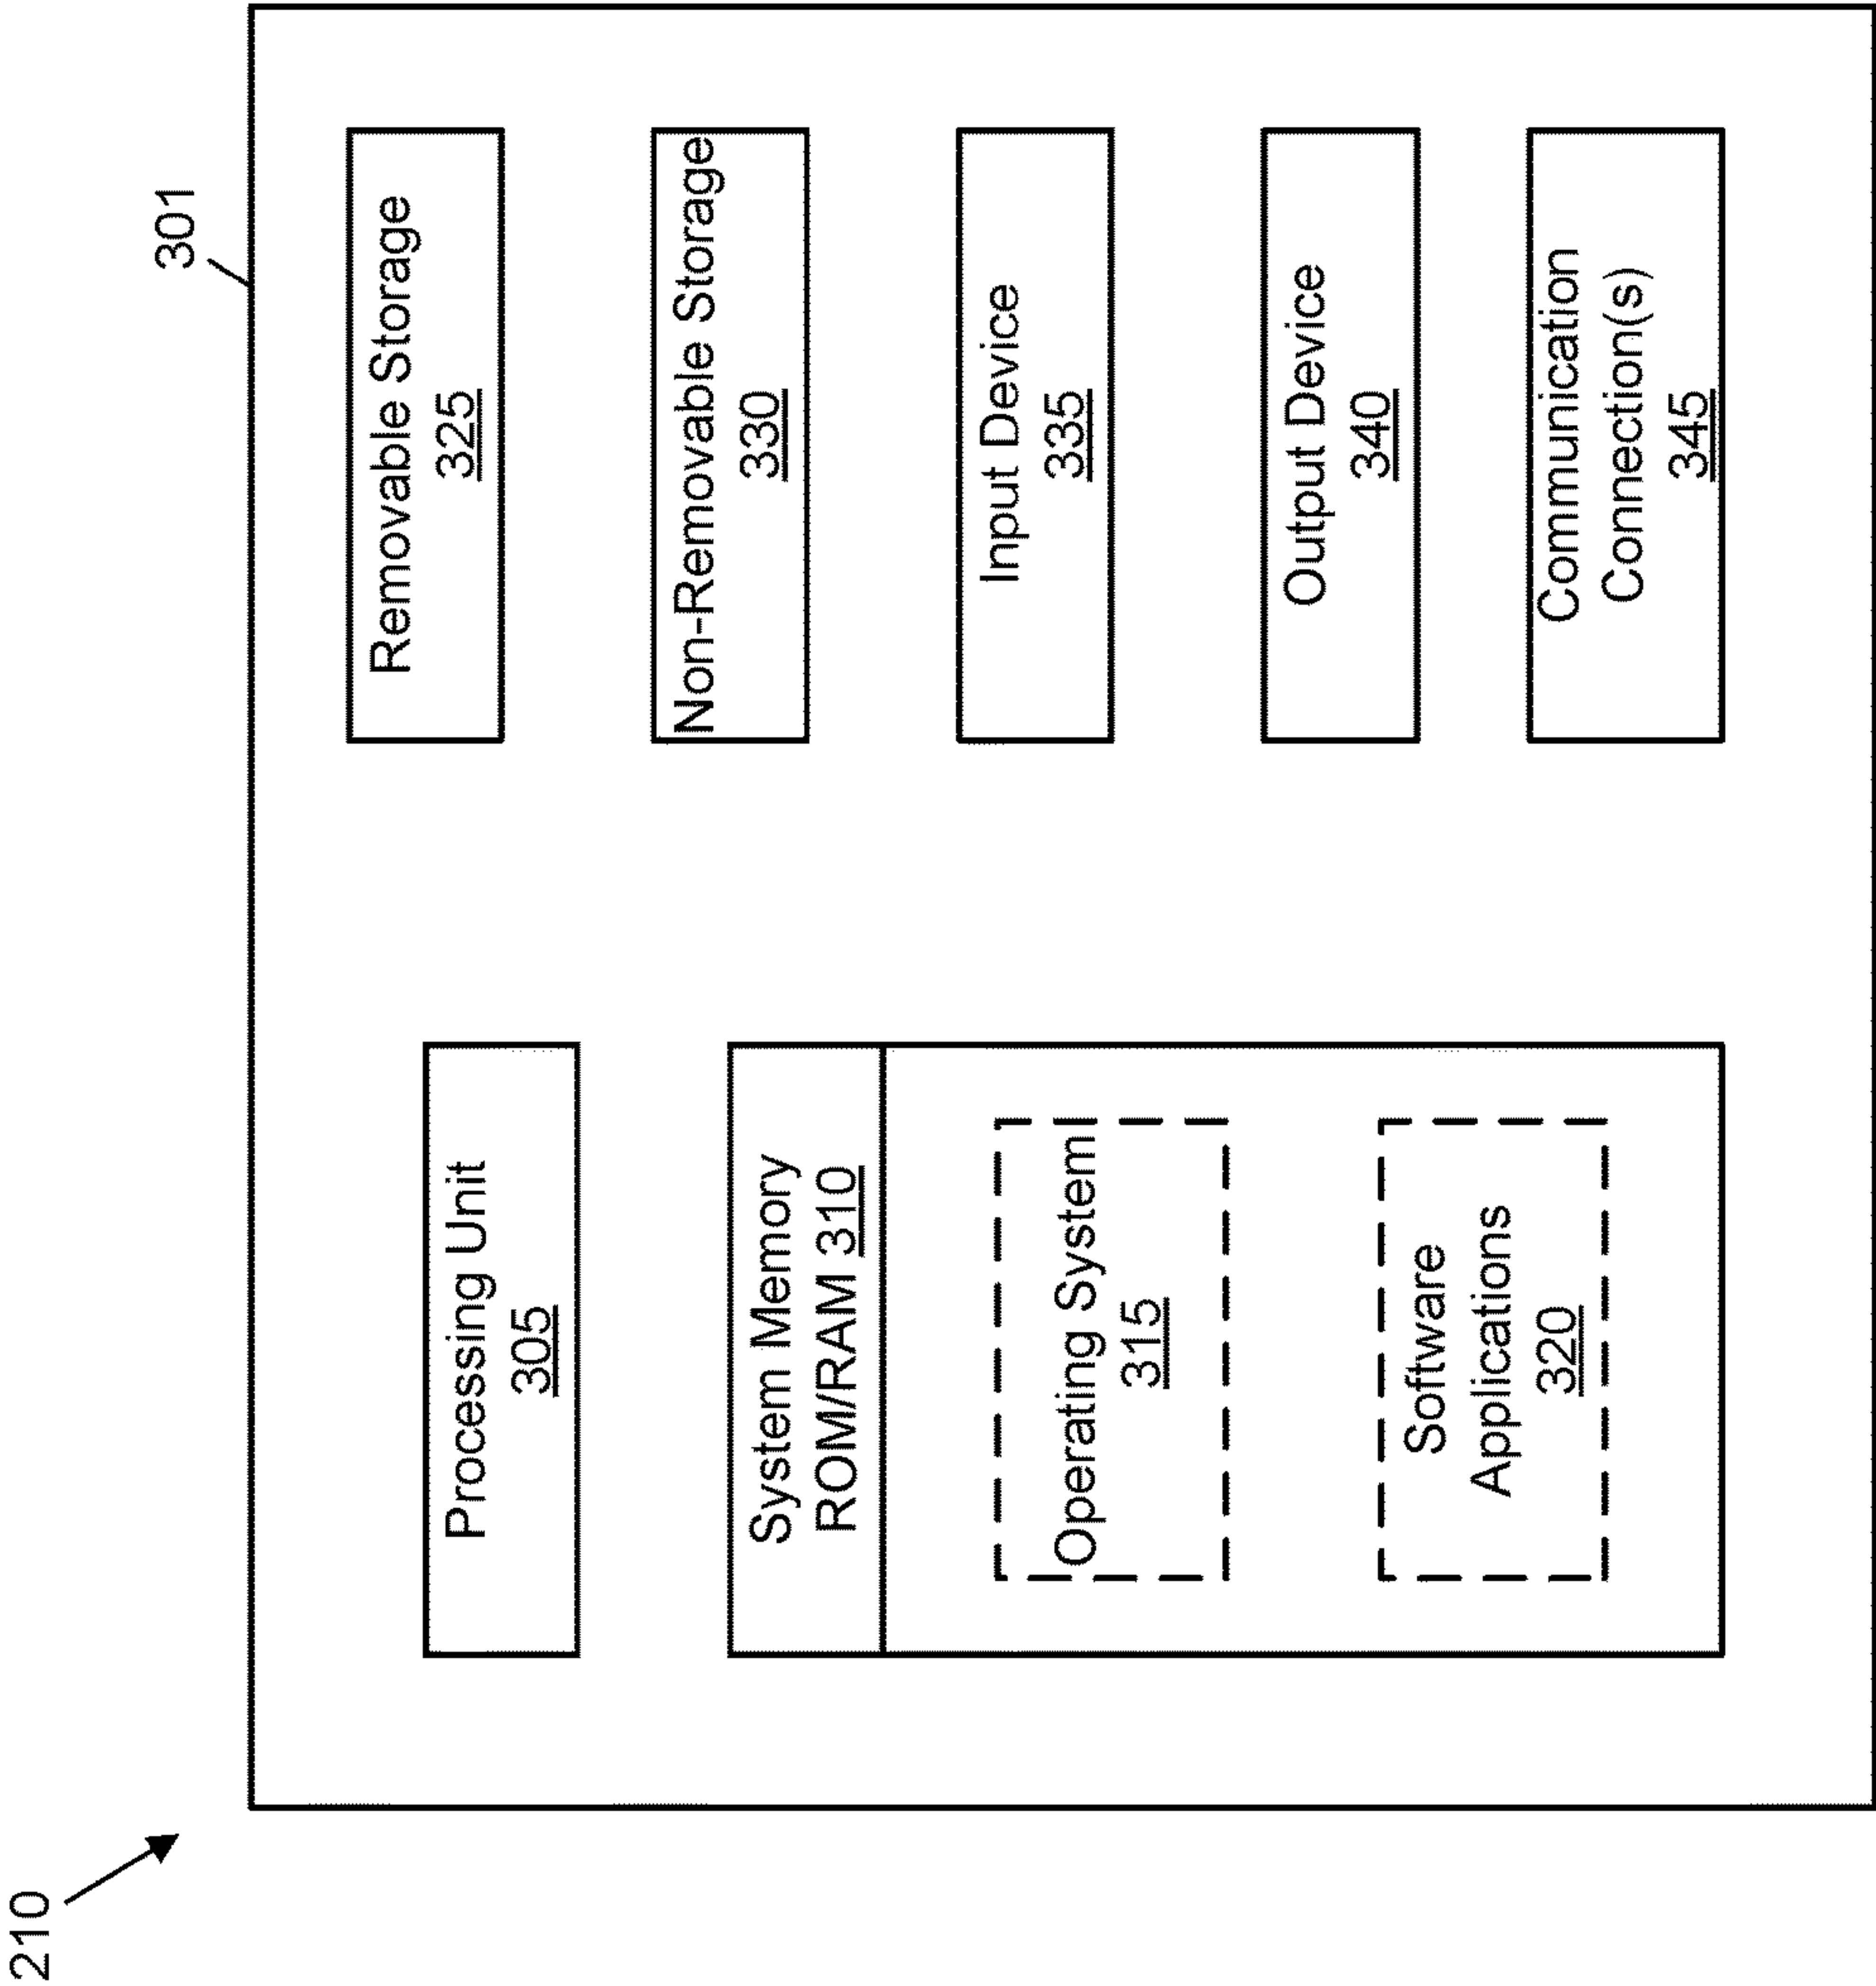 210
301
Processing Unit
305
System Memory
ROM/RAM 310
Operating System
315
Software
Applications
320
Removable Storage
325
Non-Removable Storage
330
Input Device
335
Output Device
340
Communication
Connection(s)
345